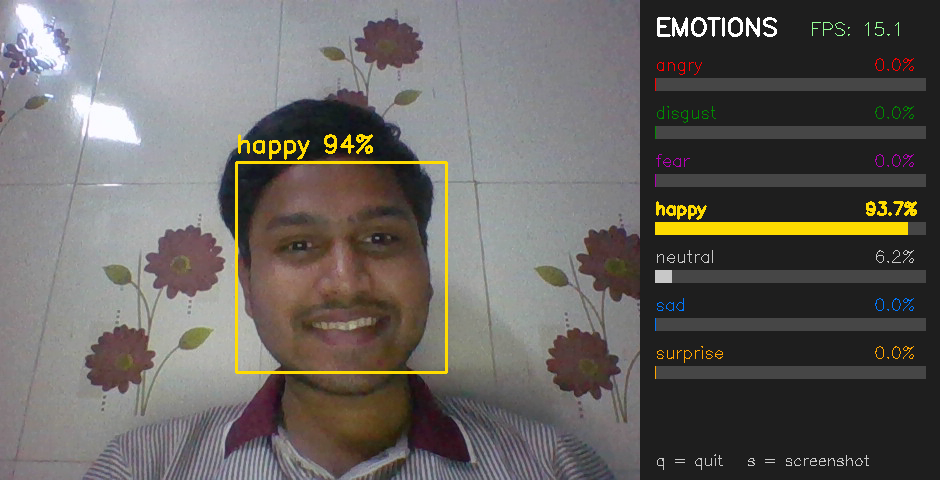 happy 94%
EMOTIONS FPS: 15.1
angry 0.0%
disgust 0.0%
fear 0.0%
happy 93.7%
neutral 6.2%
sad 0.0%
surprise 0.0%
q = quit s = screenshot